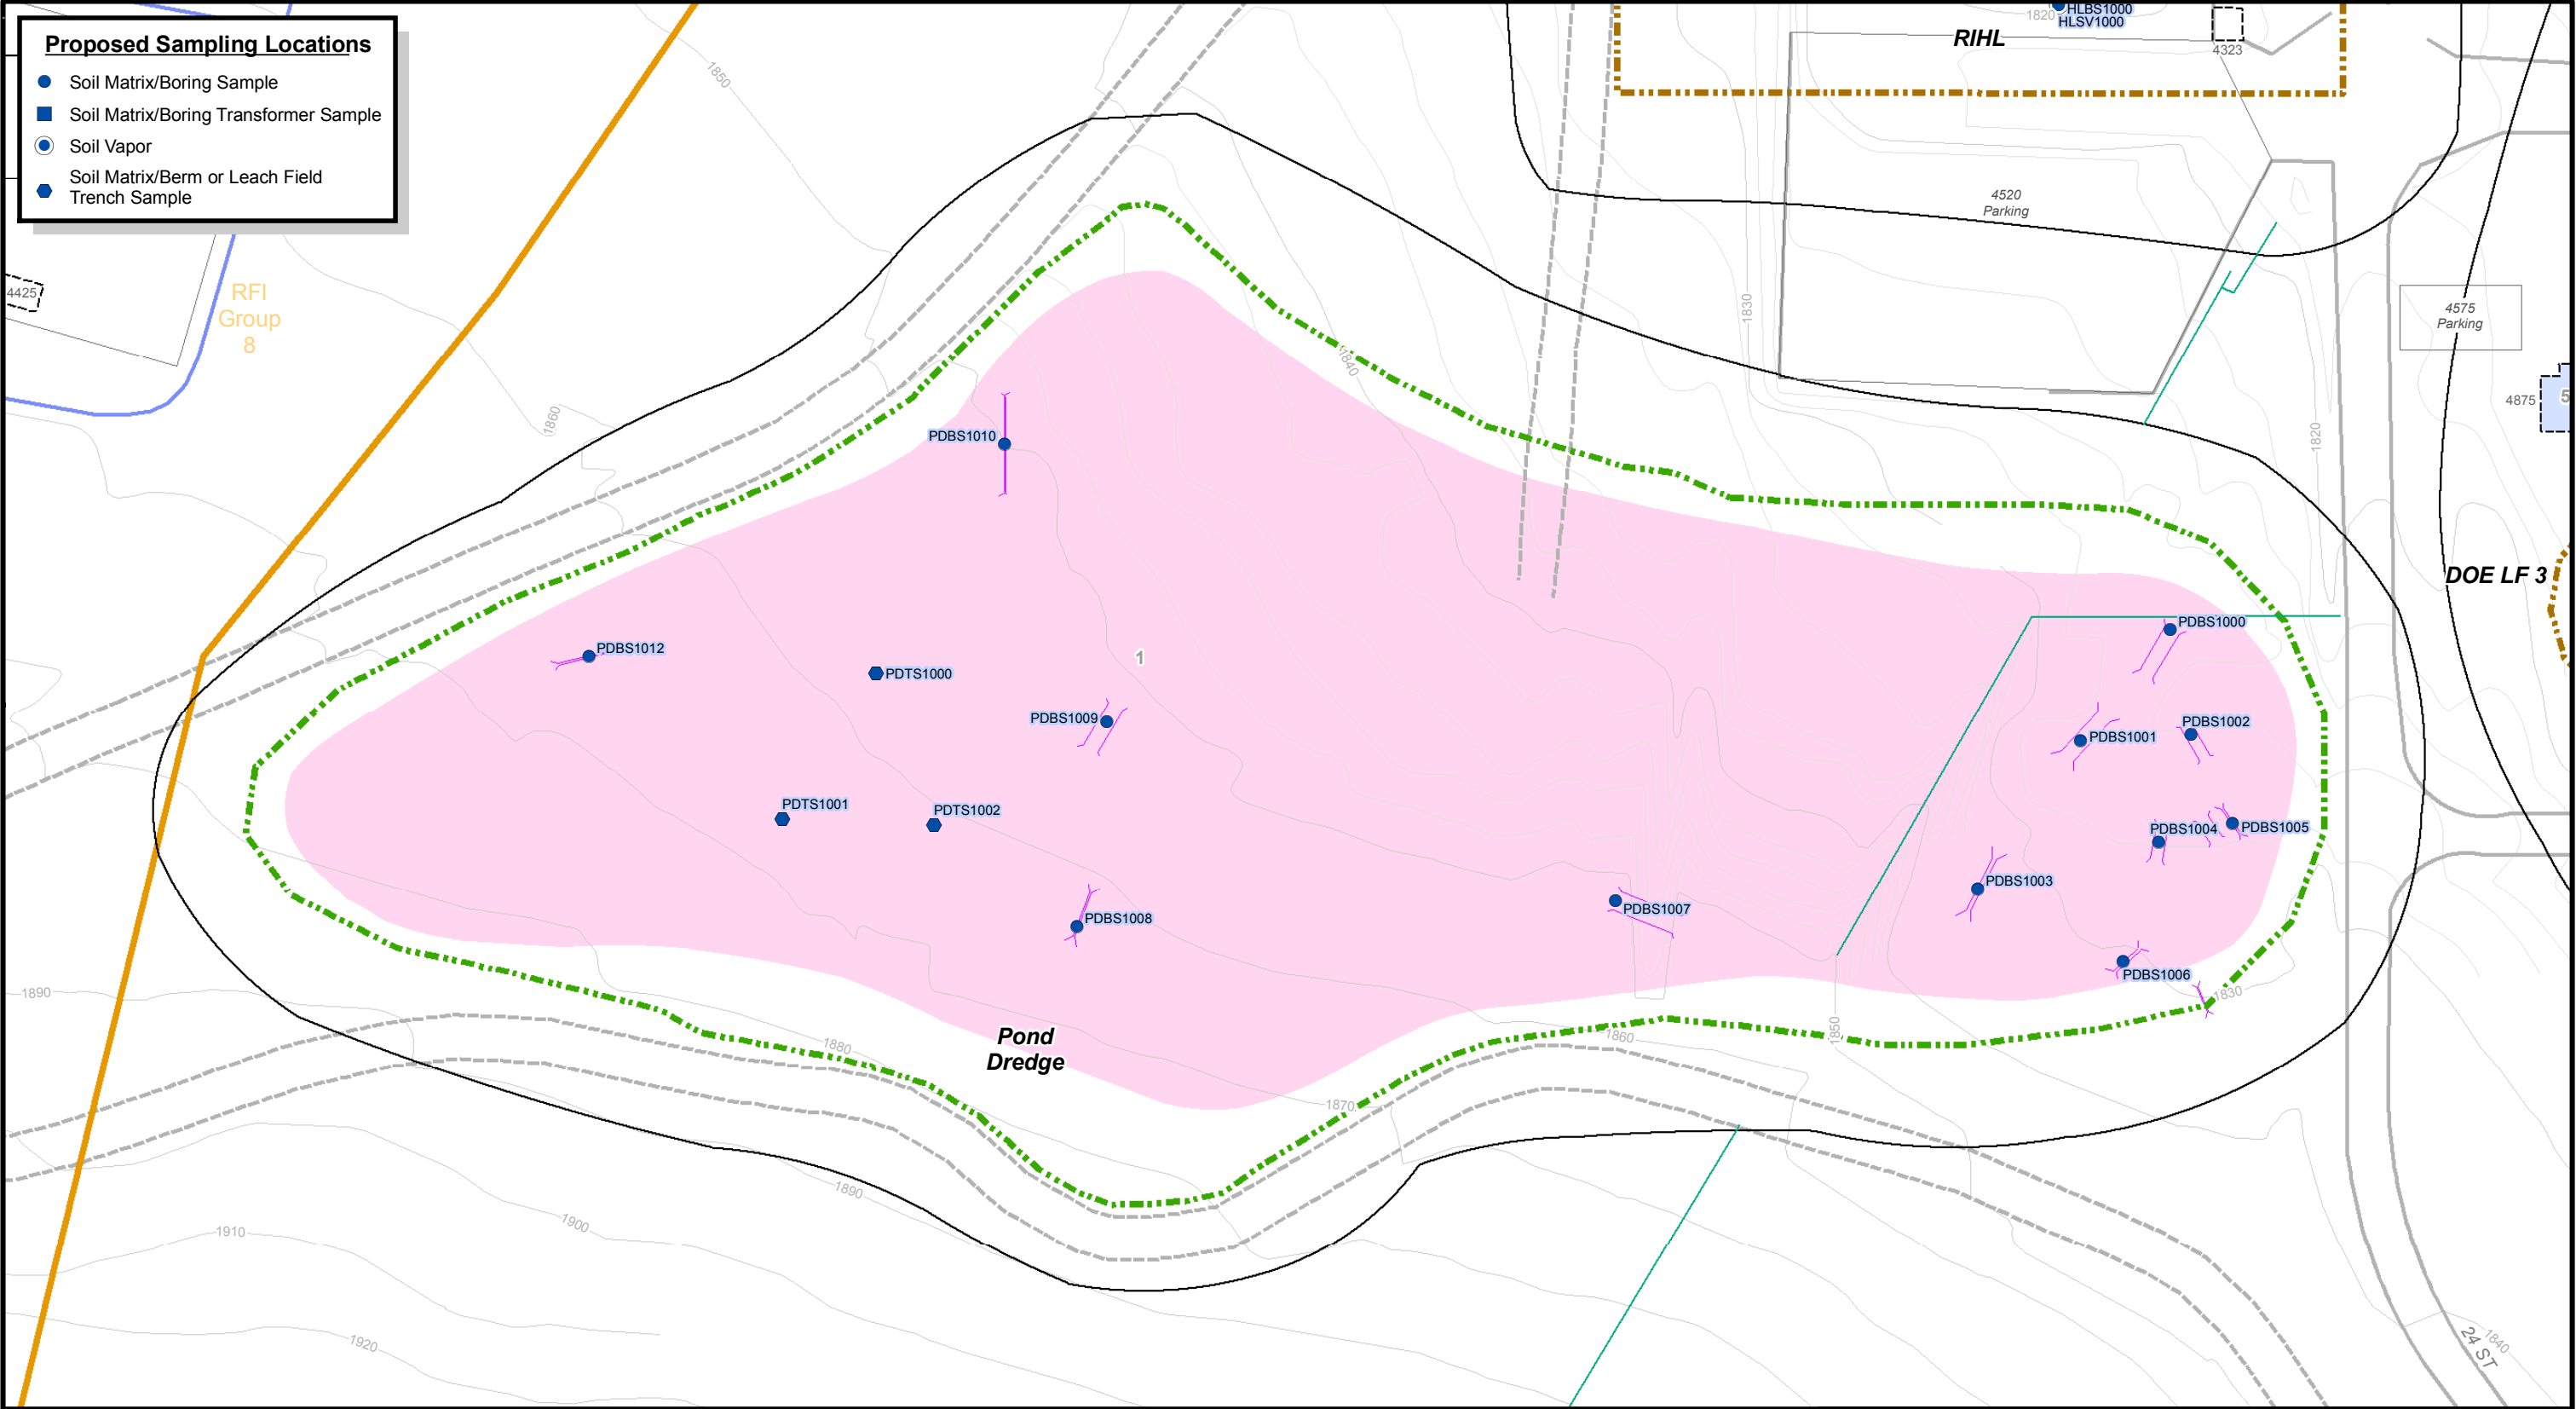 Proposed Sampling Locations
Soil Matrix/Boring Sample
Soil Matrix/Boring Transformer Sample
Soil Vapor
Soil Matrix/Berm or Leach Field
Trench Sample
HLBS1000
HLSV1000
1820
RIHL
4323
1850
4520
Parking
4425
RFI
Group
8
1830
4575
Parking
1840
4875
5
1860
PDBS1010
1820
DOE LF 3
PDBS1000
PDBS1012
1
PDTS1000
PDBS1009
PDBS1002
PDBS1001
PDTS1001
PDTS1002
PDBS1004
PDBS1005
PDBS1003
PDBS1007
PDBS1008
PDBS1006
1890
1830
Pond
Dredge
1880
1860
1850
1870
1890
1900
1910
1920
24 ST
1840